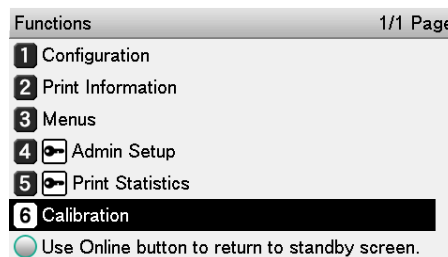 Functions 1/1 Page
1 Configuration
2 Print Information
3 Menus
4 Admin Setup
5 Print Statistics
6 Calibration
Use Online button to return to standby screen.